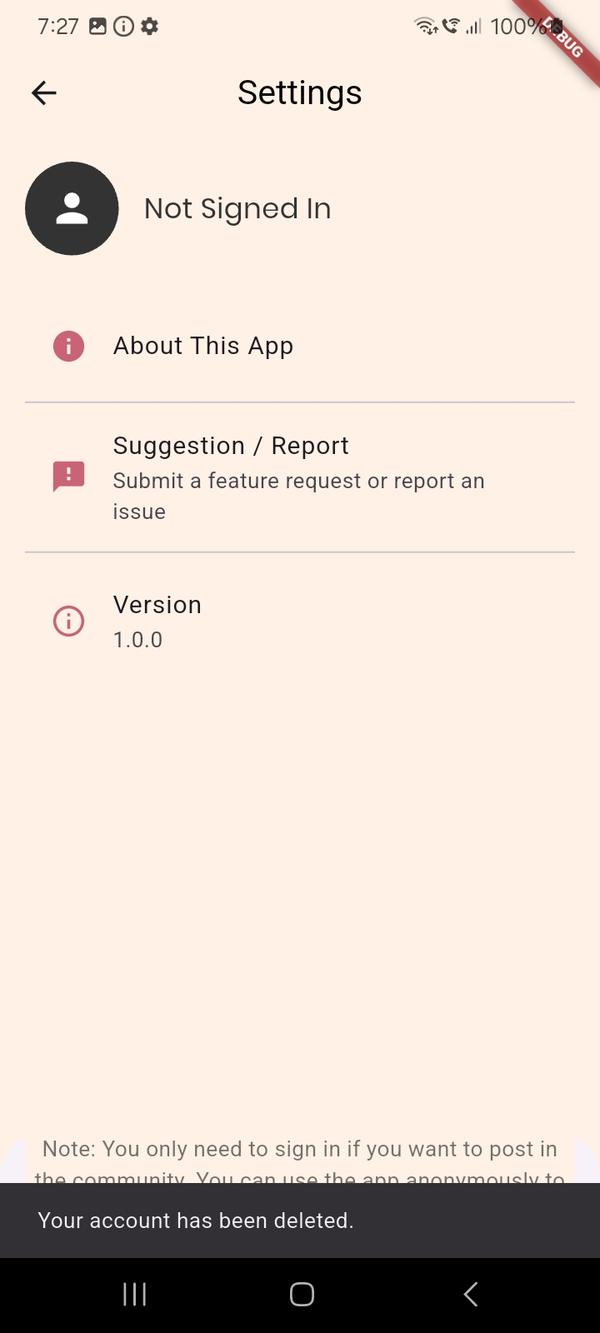 7:27
100%
DEBUG
Settings
Not Signed In
About This App
Suggestion / Report
Submit a feature request or report an
issue
Version
1.0.0
Note: You only need to sign in if you want to post in
the community. You can use the app anonymously to
Your account has been deleted.